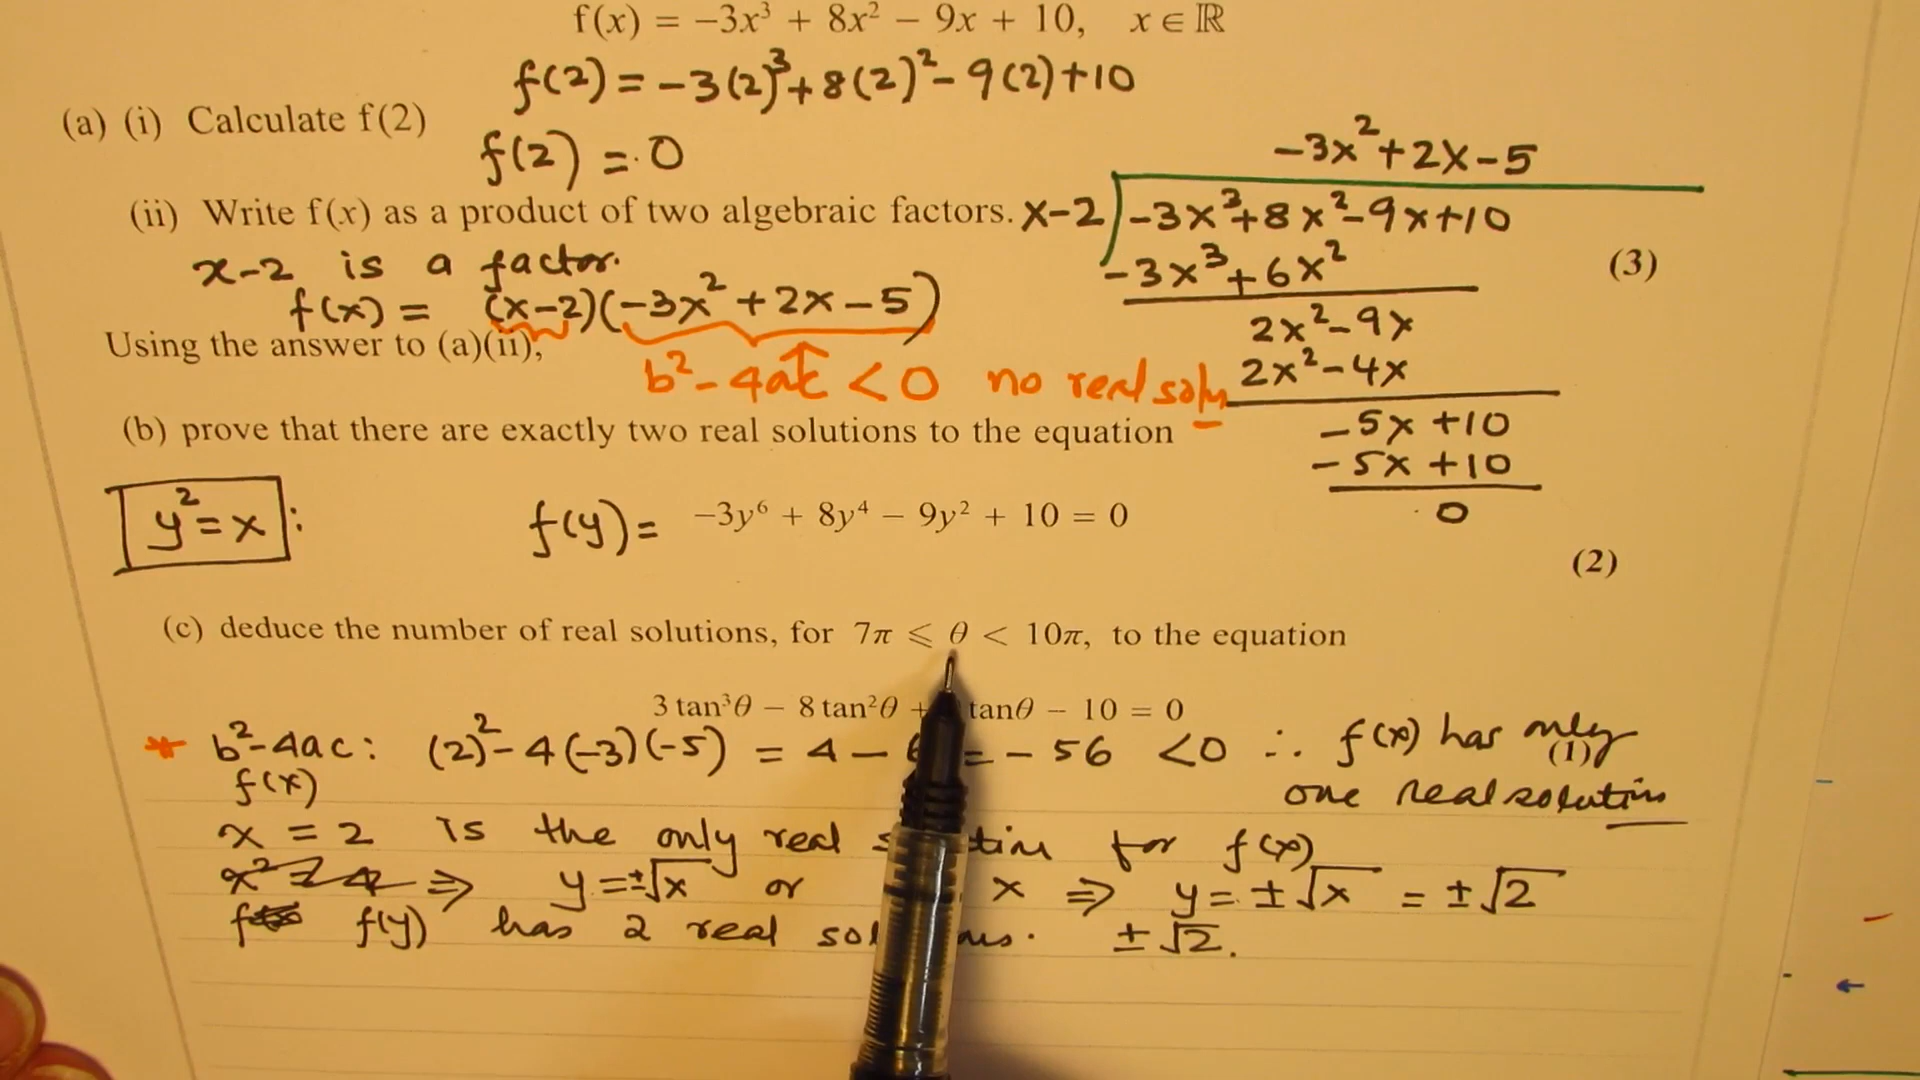 f(x) = −3x³ + 8x² − 9x + 10, x ∈ ℝ
f(2) = −3(2)³ + 8(2)² − 9(2) + 10
(a) (i) Calculate f(2)
f(2) = 0
−3x² + 2x − 5
(ii) Write f(x) as a product of two algebraic factors.
x−2 −3x³ + 8x² − 9x + 10
x−2 is a factor.
−3x³ + 6x²
(3)
f(x) = (x−2)(−3x² + 2x − 5)
2x² − 9x
Using the answer to (a)(ii),
b² − 4ac < 0 no real soln
2x² − 4x
−5x + 10
(b) prove that there are exactly two real solutions to the equation
−5x + 10
0
y² = x :
f(y) = −3y⁶ + 8y⁴ − 9y² + 10 = 0
(2)
(c) deduce the number of real solutions, for 7π ⩽ θ < 10π, to the equation
3 tan³θ − 8 tan²θ + tanθ − 10 = 0
* b² − 4ac : (2)² − 4(−3)(−5) = 4 − = −56 < 0 ∴ f(x) has only
(1)
f(x)
one real solution
x = 2 is the only real for f(x)
⇒ y = ±√x or x ⇒ y = ±√x = ±√2
f(y) has 2 real ±√2.